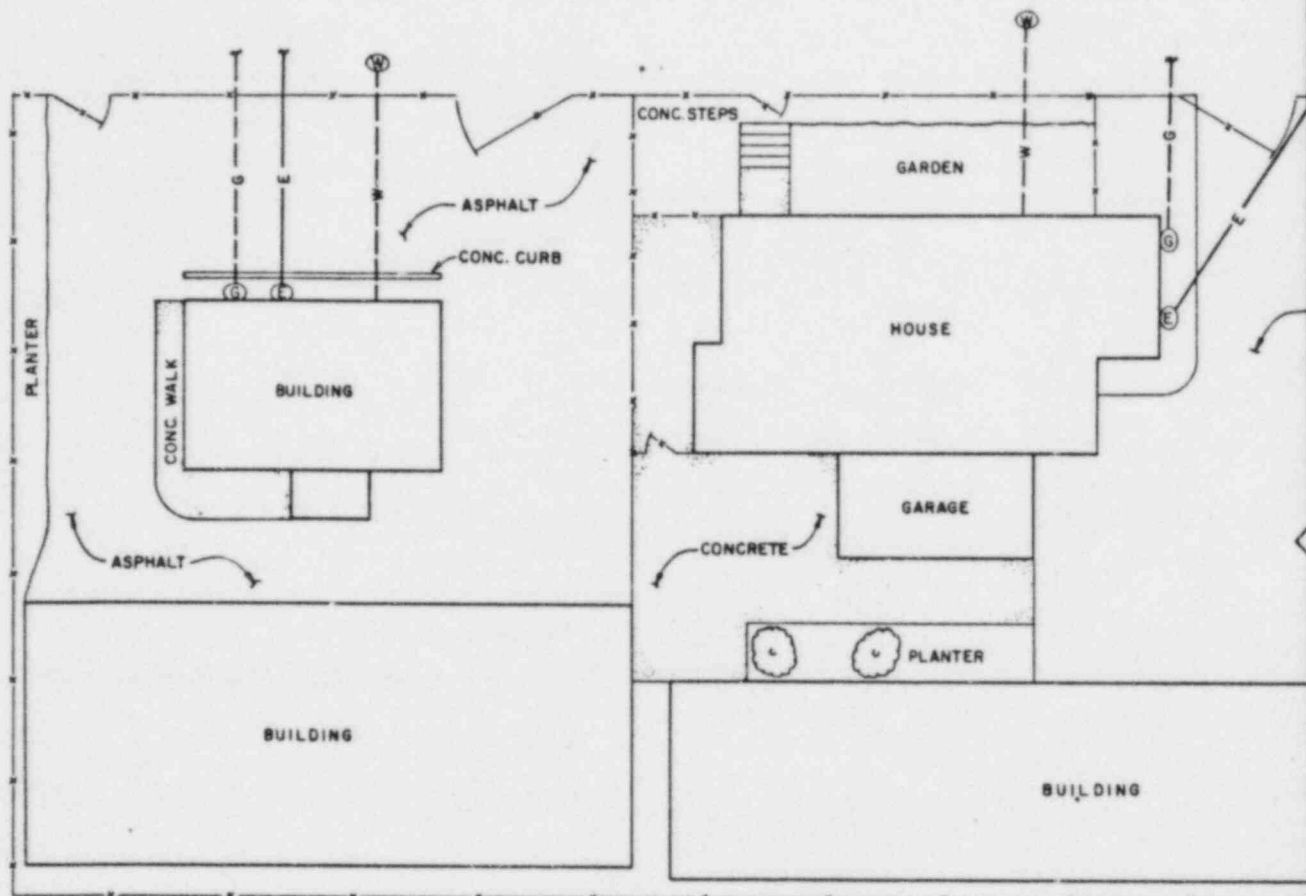 W
W
G
E
W
W
G
E
CONC. STEPS
GARDEN
ASPHALT
CONC. CURB
G
E
G
E
PLANTER
CONC. WALK
BUILDING
HOUSE
GARAGE
ASPHALT
CONCRETE
PLANTER
BUILDING
BUILDING